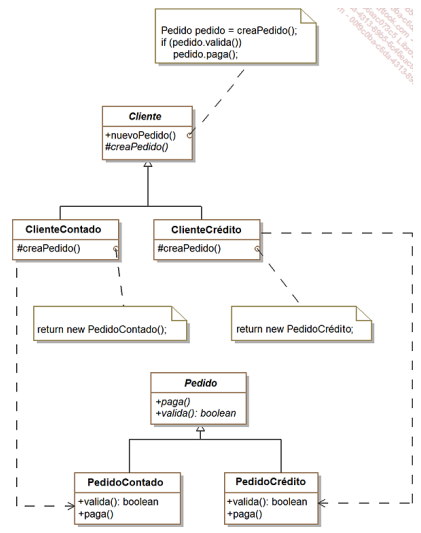 Pedido pedido = creaPedido();
if (pedido.valida())
pedido.paga();
Cliente
+nuevoPedido()
#creaPedido()
ClienteContado
#creaPedido()
ClienteCrédito
#creaPedido()
return new PedidoContado();
return new PedidoCrédito;
Pedido
+paga()
+valida(): boolean
PedidoContado
+valida(): boolean
+paga()
PedidoCrédito
+valida(): boolean
+paga()